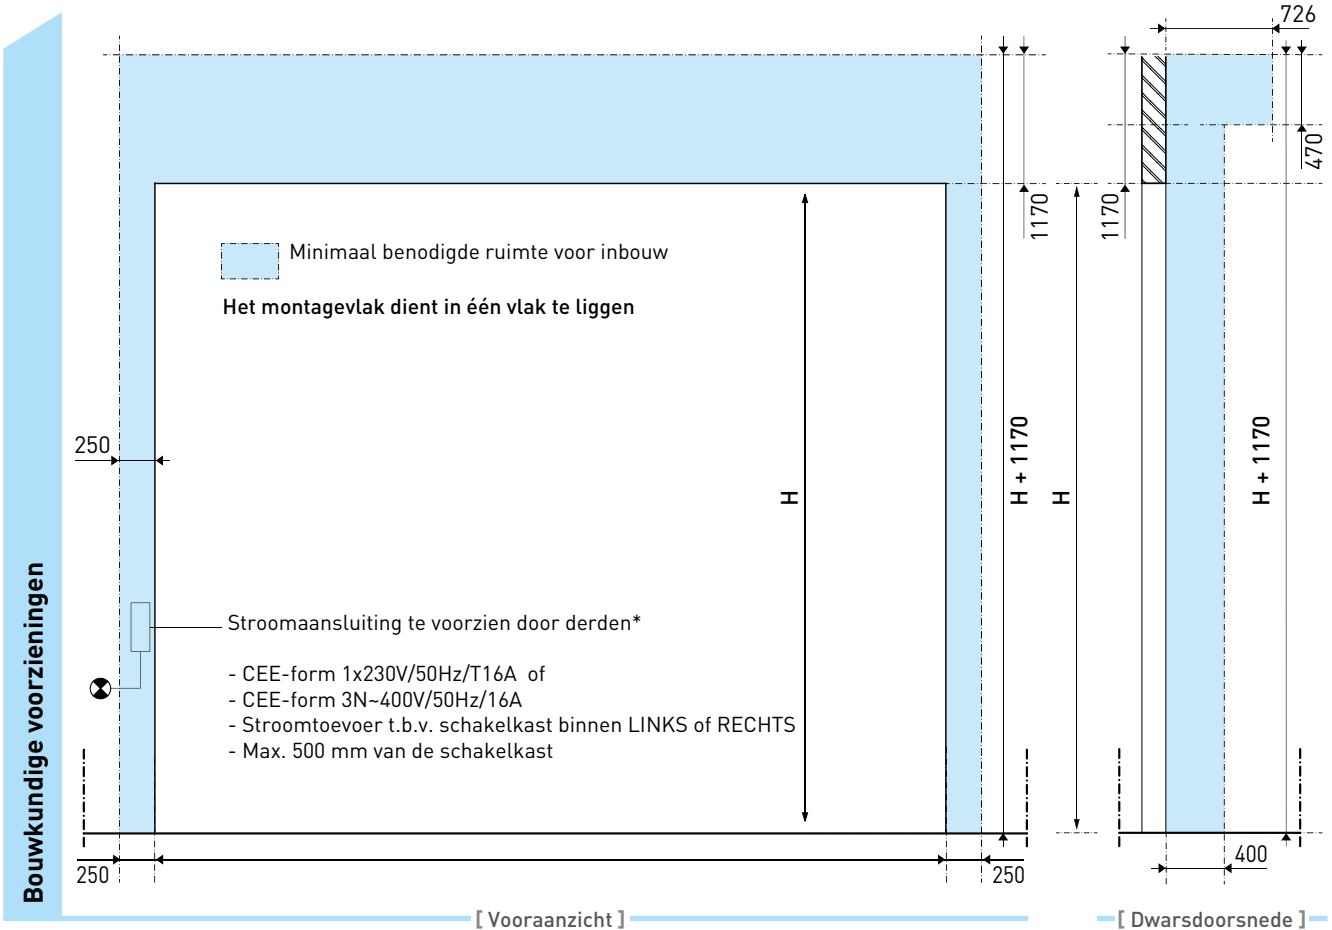 Bouwkundige voorzieningen
726
470
1170
1170
Minimaal benodigde ruimte voor inbouw
Het montagevlak dient in één vlak te liggen
250
H
H + 1170
H
H + 1170
Stroomaansluiting te voorzien door derden*
- CEE-form 1x230V/50Hz/T16A of
- CEE-form 3N~400V/50Hz/16A
- Stroomtoevoer t.b.v. schakelkast binnen LINKS of RECHTS
- Max. 500 mm van de schakelkast
250
250
400
[ Vooraanzicht ]
[ Dwarsdoorsnede ]